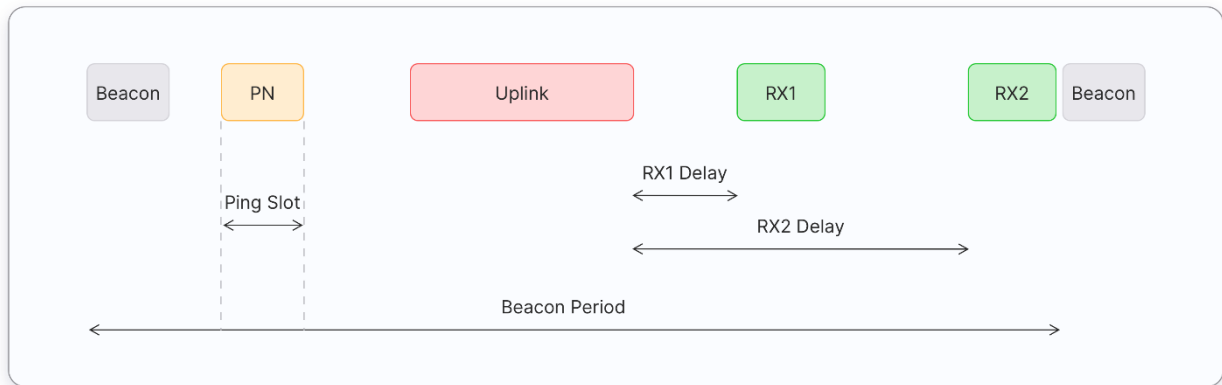 Beacon
PN
Uplink
RX1
RX2
Beacon
RX1 Delay
Ping Slot
RX2 Delay
Beacon Period